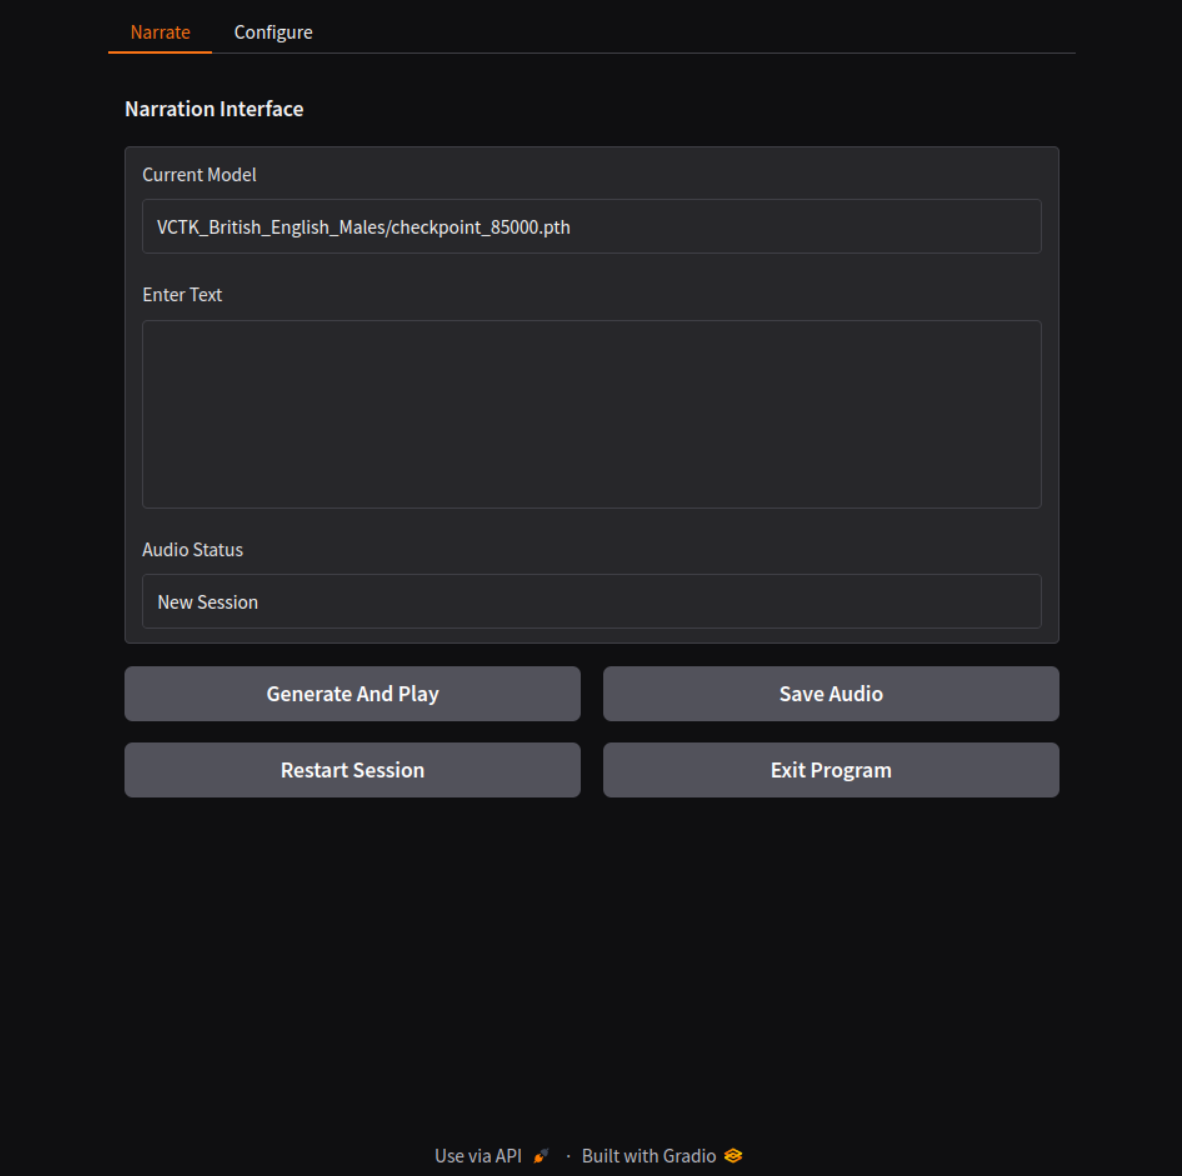 Narrate Configure
Narration Interface
Current Model
VCTK_British_English_Males/checkpoint_85000.pth
Enter Text
Audio Status
New Session
Generate And Play Save Audio
Restart Session Exit Program
Use via API · Built with Gradio